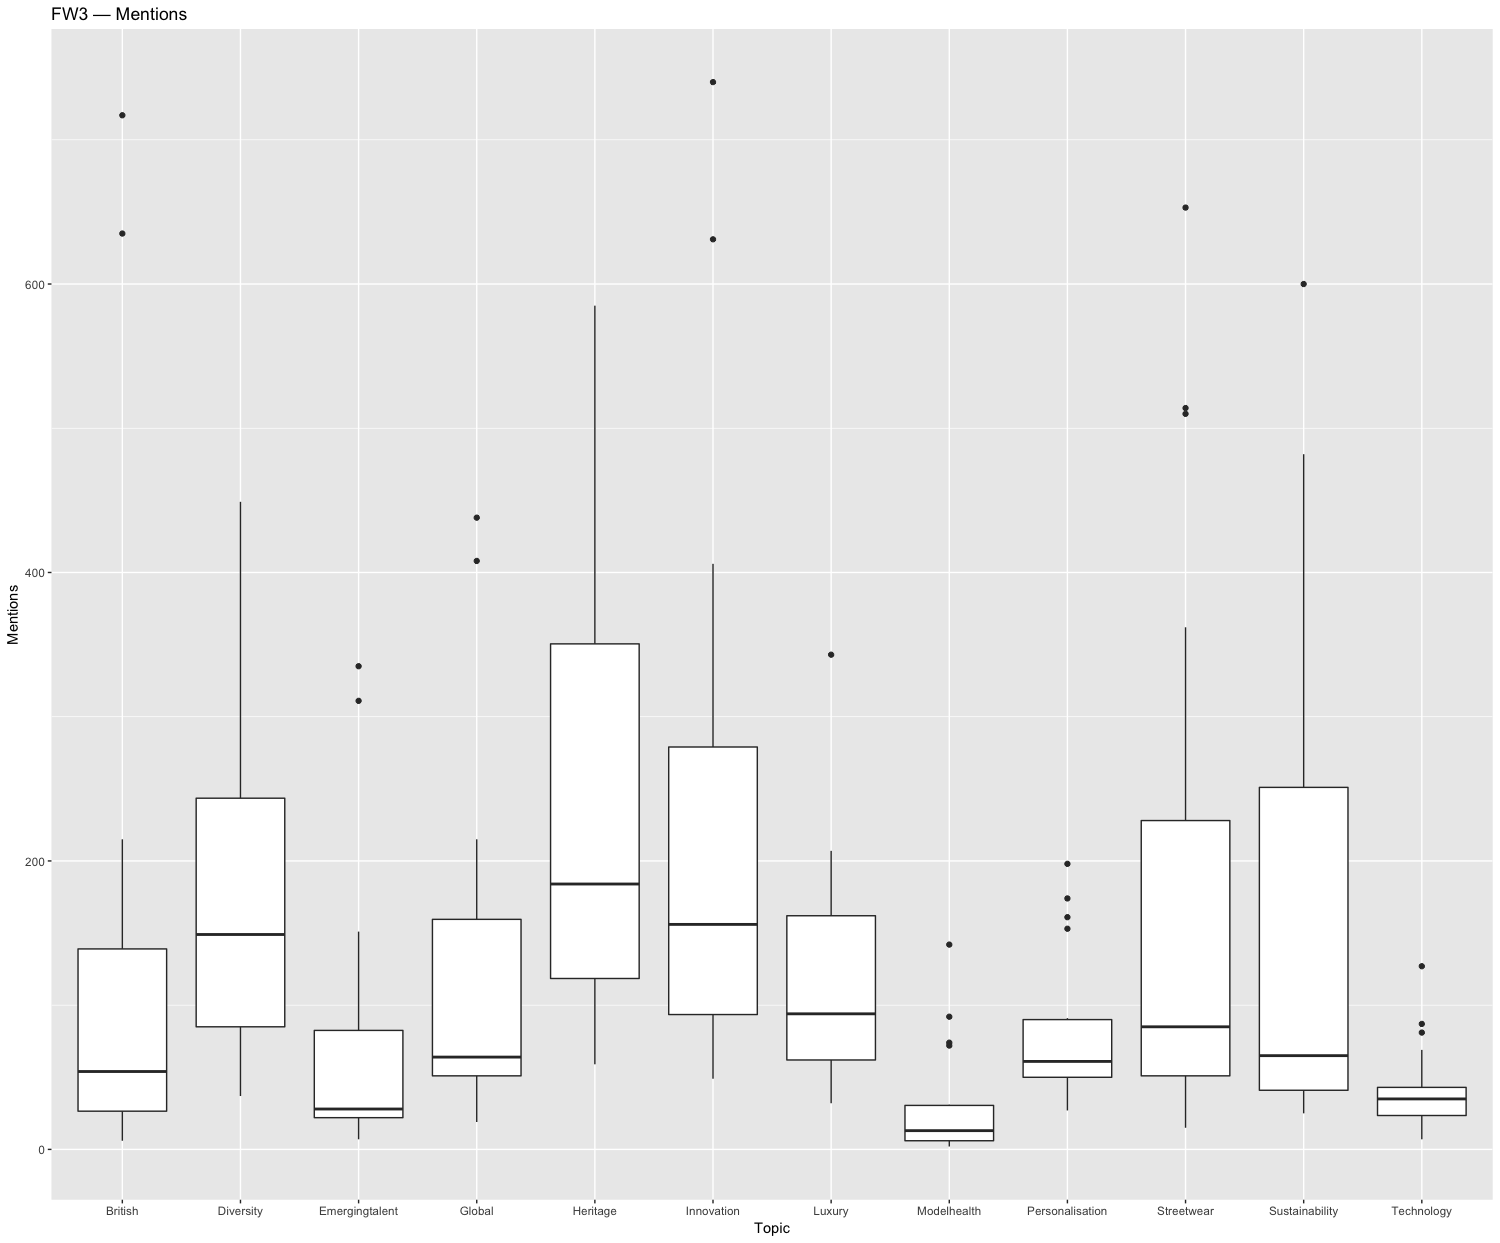 FW3 — Mentions
Mentions
600
400
200
0
British Diversity Emergingtalent Global Heritage Innovation Luxury Modelhealth Personalisation Streetwear Sustainability Technology
Topic